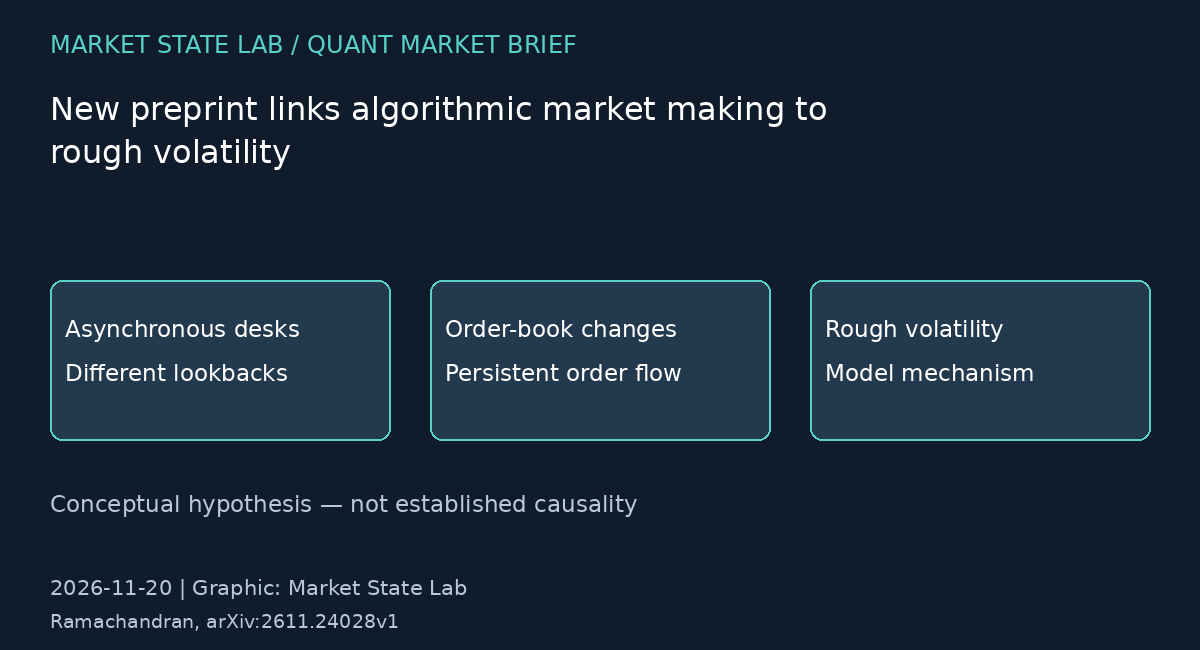 MARKET STATE LAB / QUANT MARKET BRIEF
New preprint links algorithmic market making to
rough volatility
Asynchronous desks
Different lookbacks
Order-book changes
Persistent order flow
Rough volatility
Model mechanism
Conceptual hypothesis — not established causality
2026-11-20 | Graphic: Market State Lab
Ramachandran, arXiv:2611.24028v1